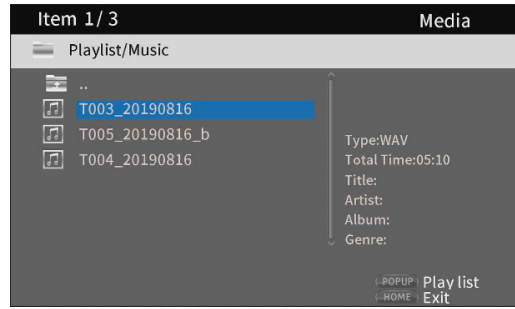 Item 1/3
Media
Playlist/Music
..
T003_20190816
T005_20190816_b
T004_20190816
Type:WAV
Total Time:05:10
Title:
Artist:
Album:
Genre:
POPUP Play list
HOME Exit